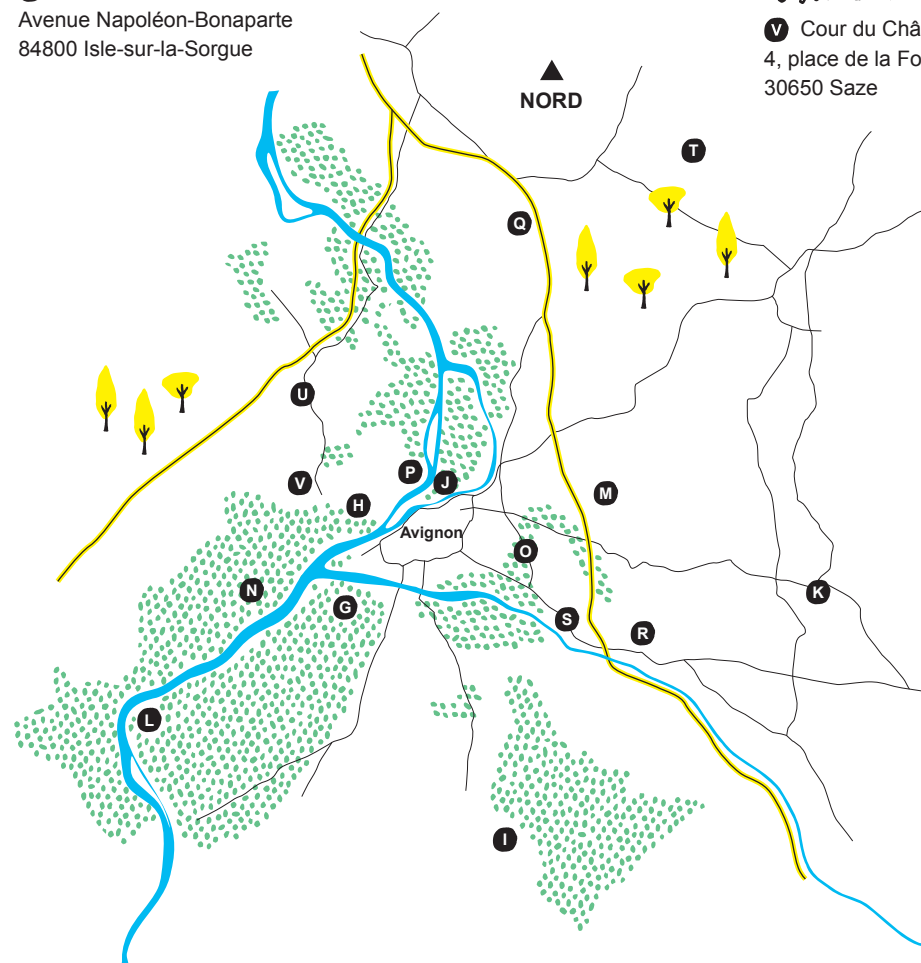 Avenue Napoléon-Bonaparte
84800 Isle-sur-la-Sorgue
V Cour du Châ
4, place de la Fo
30650 Saze
NORD
T
Q
U
P
J
V
H
M
Avignon
O
N
K
G
S
R
L
I